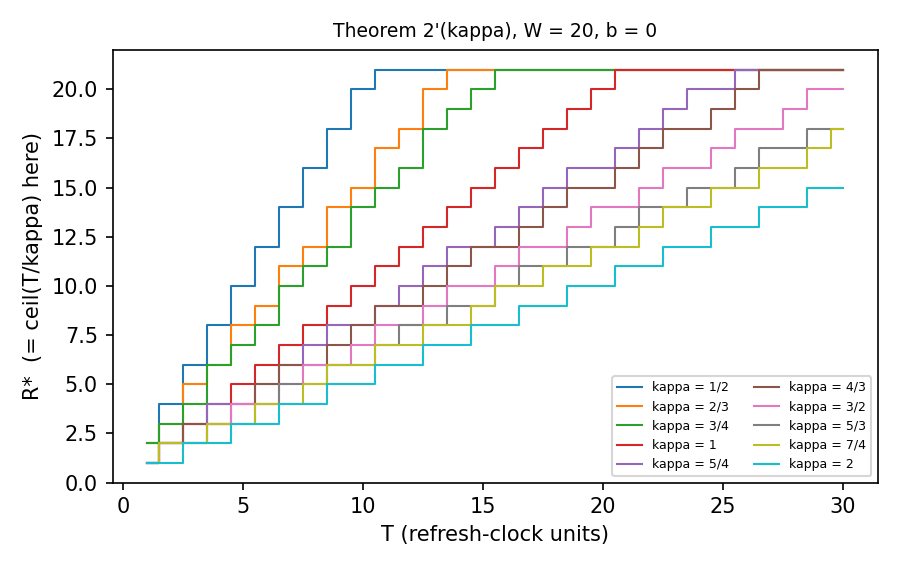 Theorem 2'(kappa), W = 20, b = 0
R* (= ceil(T/kappa) here)
20.0
17.5
15.0
12.5
10.0
7.5
5.0
2.5
0.0
kappa = 1/2
kappa = 2/3
kappa = 3/4
kappa = 1
kappa = 5/4
kappa = 4/3
kappa = 3/2
kappa = 5/3
kappa = 7/4
kappa = 2
0 5 10 15 20 25 30
T (refresh-clock units)